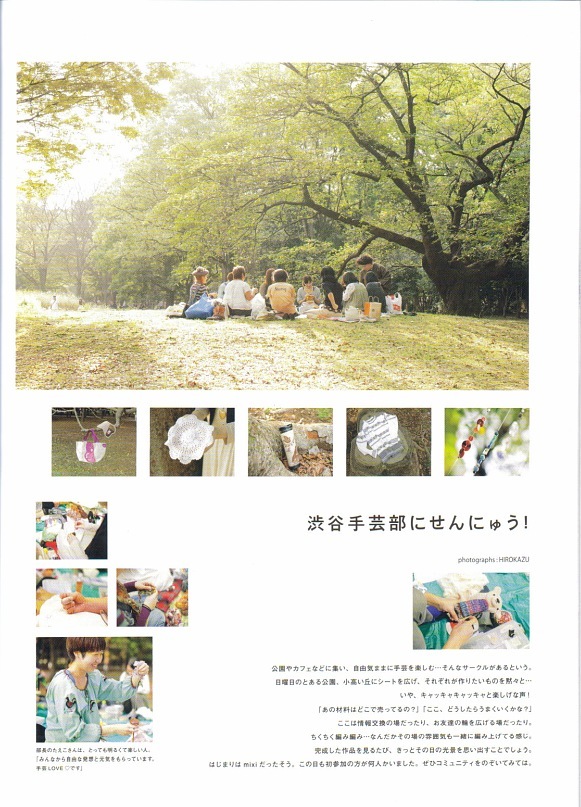 渋谷手芸部にせんにゅう!
photographs : HIROKAZU
公園やカフェなどに集い、自由気ままに手芸を楽しむ…そんなサークルがあるという。
日曜日のとある公園、小高い丘にシートを広げ、それぞれが作りたいものを黙々と…
いや、キャッキャキャッキャと楽しげな声!
「あの材料はどこで売ってるの?」「ここ、どうしたらうまくいくかな?」
ここは情報交換の場だったり、お友達の輪を広げる場だったり。
ちくちく編み編み…なんだかその場の雰囲気も一緒に編み上げてる感じ。
完成した作品を見るたび、きっとその日の光景を思い出すことでしょう。
はじまりは mixi だったそう。この日も初参加の方が何人かいました。ぜひコミュニティをのぞいてみては。
部長のたえこさんは、とっても明るくて楽しい人。
「みんなから自由な発想と元気をもらっています。
手芸 LOVE ♡です」